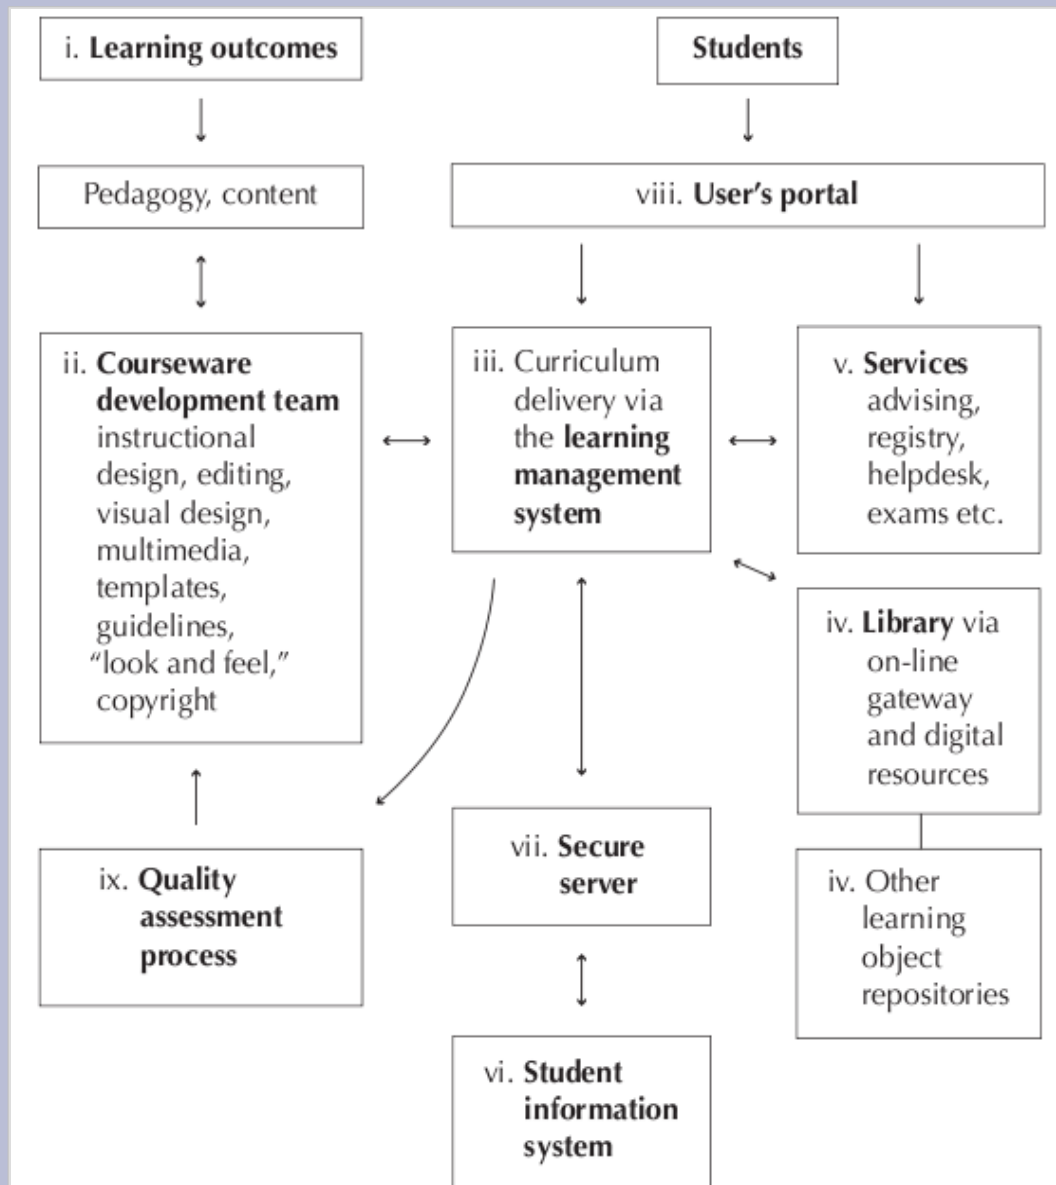 i. Learning outcomes
Students
Pedagogy, content
viii. User’s portal
ii. Courseware
development team
instructional
design, editing,
visual design,
multimedia,
templates,
guidelines,
“look and feel,”
copyright
iii. Curriculum
delivery via
the learning
management
system
v. Services
advising,
registry,
helpdesk,
exams etc.
iv. Library via
on-line
gateway
and digital
resources
ix. Quality
assessment
process
vii. Secure
server
iv. Other
learning
object
repositories
vi. Student
information
system